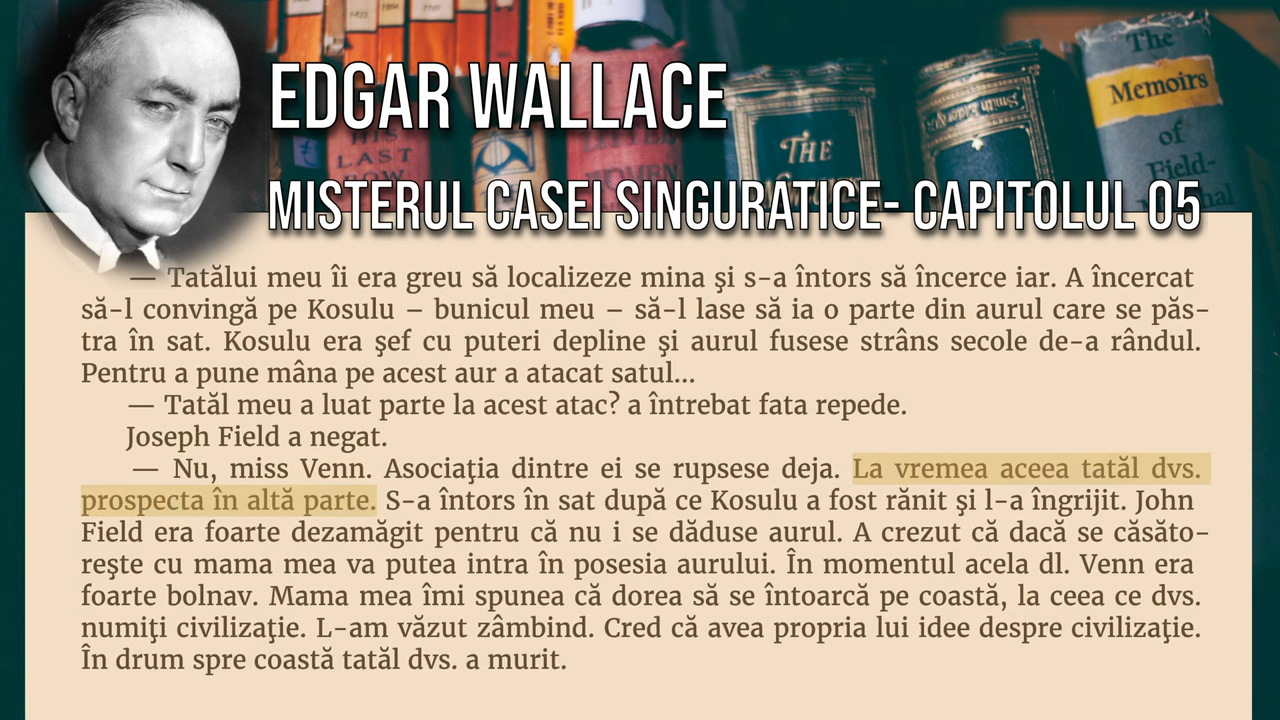 The
Memoirs
of
Field-
HIS
LAST
BOW
THE
WOMEN
EDGAR WALLACE
MISTERUL CASEI SINGURATICE- CAPITOLUL 05
— Tatălui meu îi era greu să localizeze mina şi s-a întors să încerce iar. A încercat
să-l convingă pe Kosulu – bunicul meu – să-l lase să ia o parte din aurul care se păs-
tra în sat. Kosulu era şef cu puteri depline şi aurul fusese strâns secole de-a rândul.
Pentru a pune mâna pe acest aur a atacat satul...
— Tatăl meu a luat parte la acest atac? a întrebat fata repede.
Joseph Field a negat.
— Nu, miss Venn. Asociaţia dintre ei se rupsese deja. La vremea aceea tatăl dvs.
prospecta în altă parte. S-a întors în sat după ce Kosulu a fost rănit şi l-a îngrijit. John
Field era foarte dezamăgit pentru că nu i se dăduse aurul. A crezut că dacă se căsăto-
reşte cu mama mea va putea intra în posesia aurului. În momentul acela dl. Venn era
foarte bolnav. Mama mea îmi spunea că dorea să se întoarcă pe coastă, la ceea ce dvs.
numiţi civilizaţie. L-am văzut zâmbind. Cred că avea propria lui idee despre civilizaţie.
În drum spre coastă tatăl dvs. a murit.